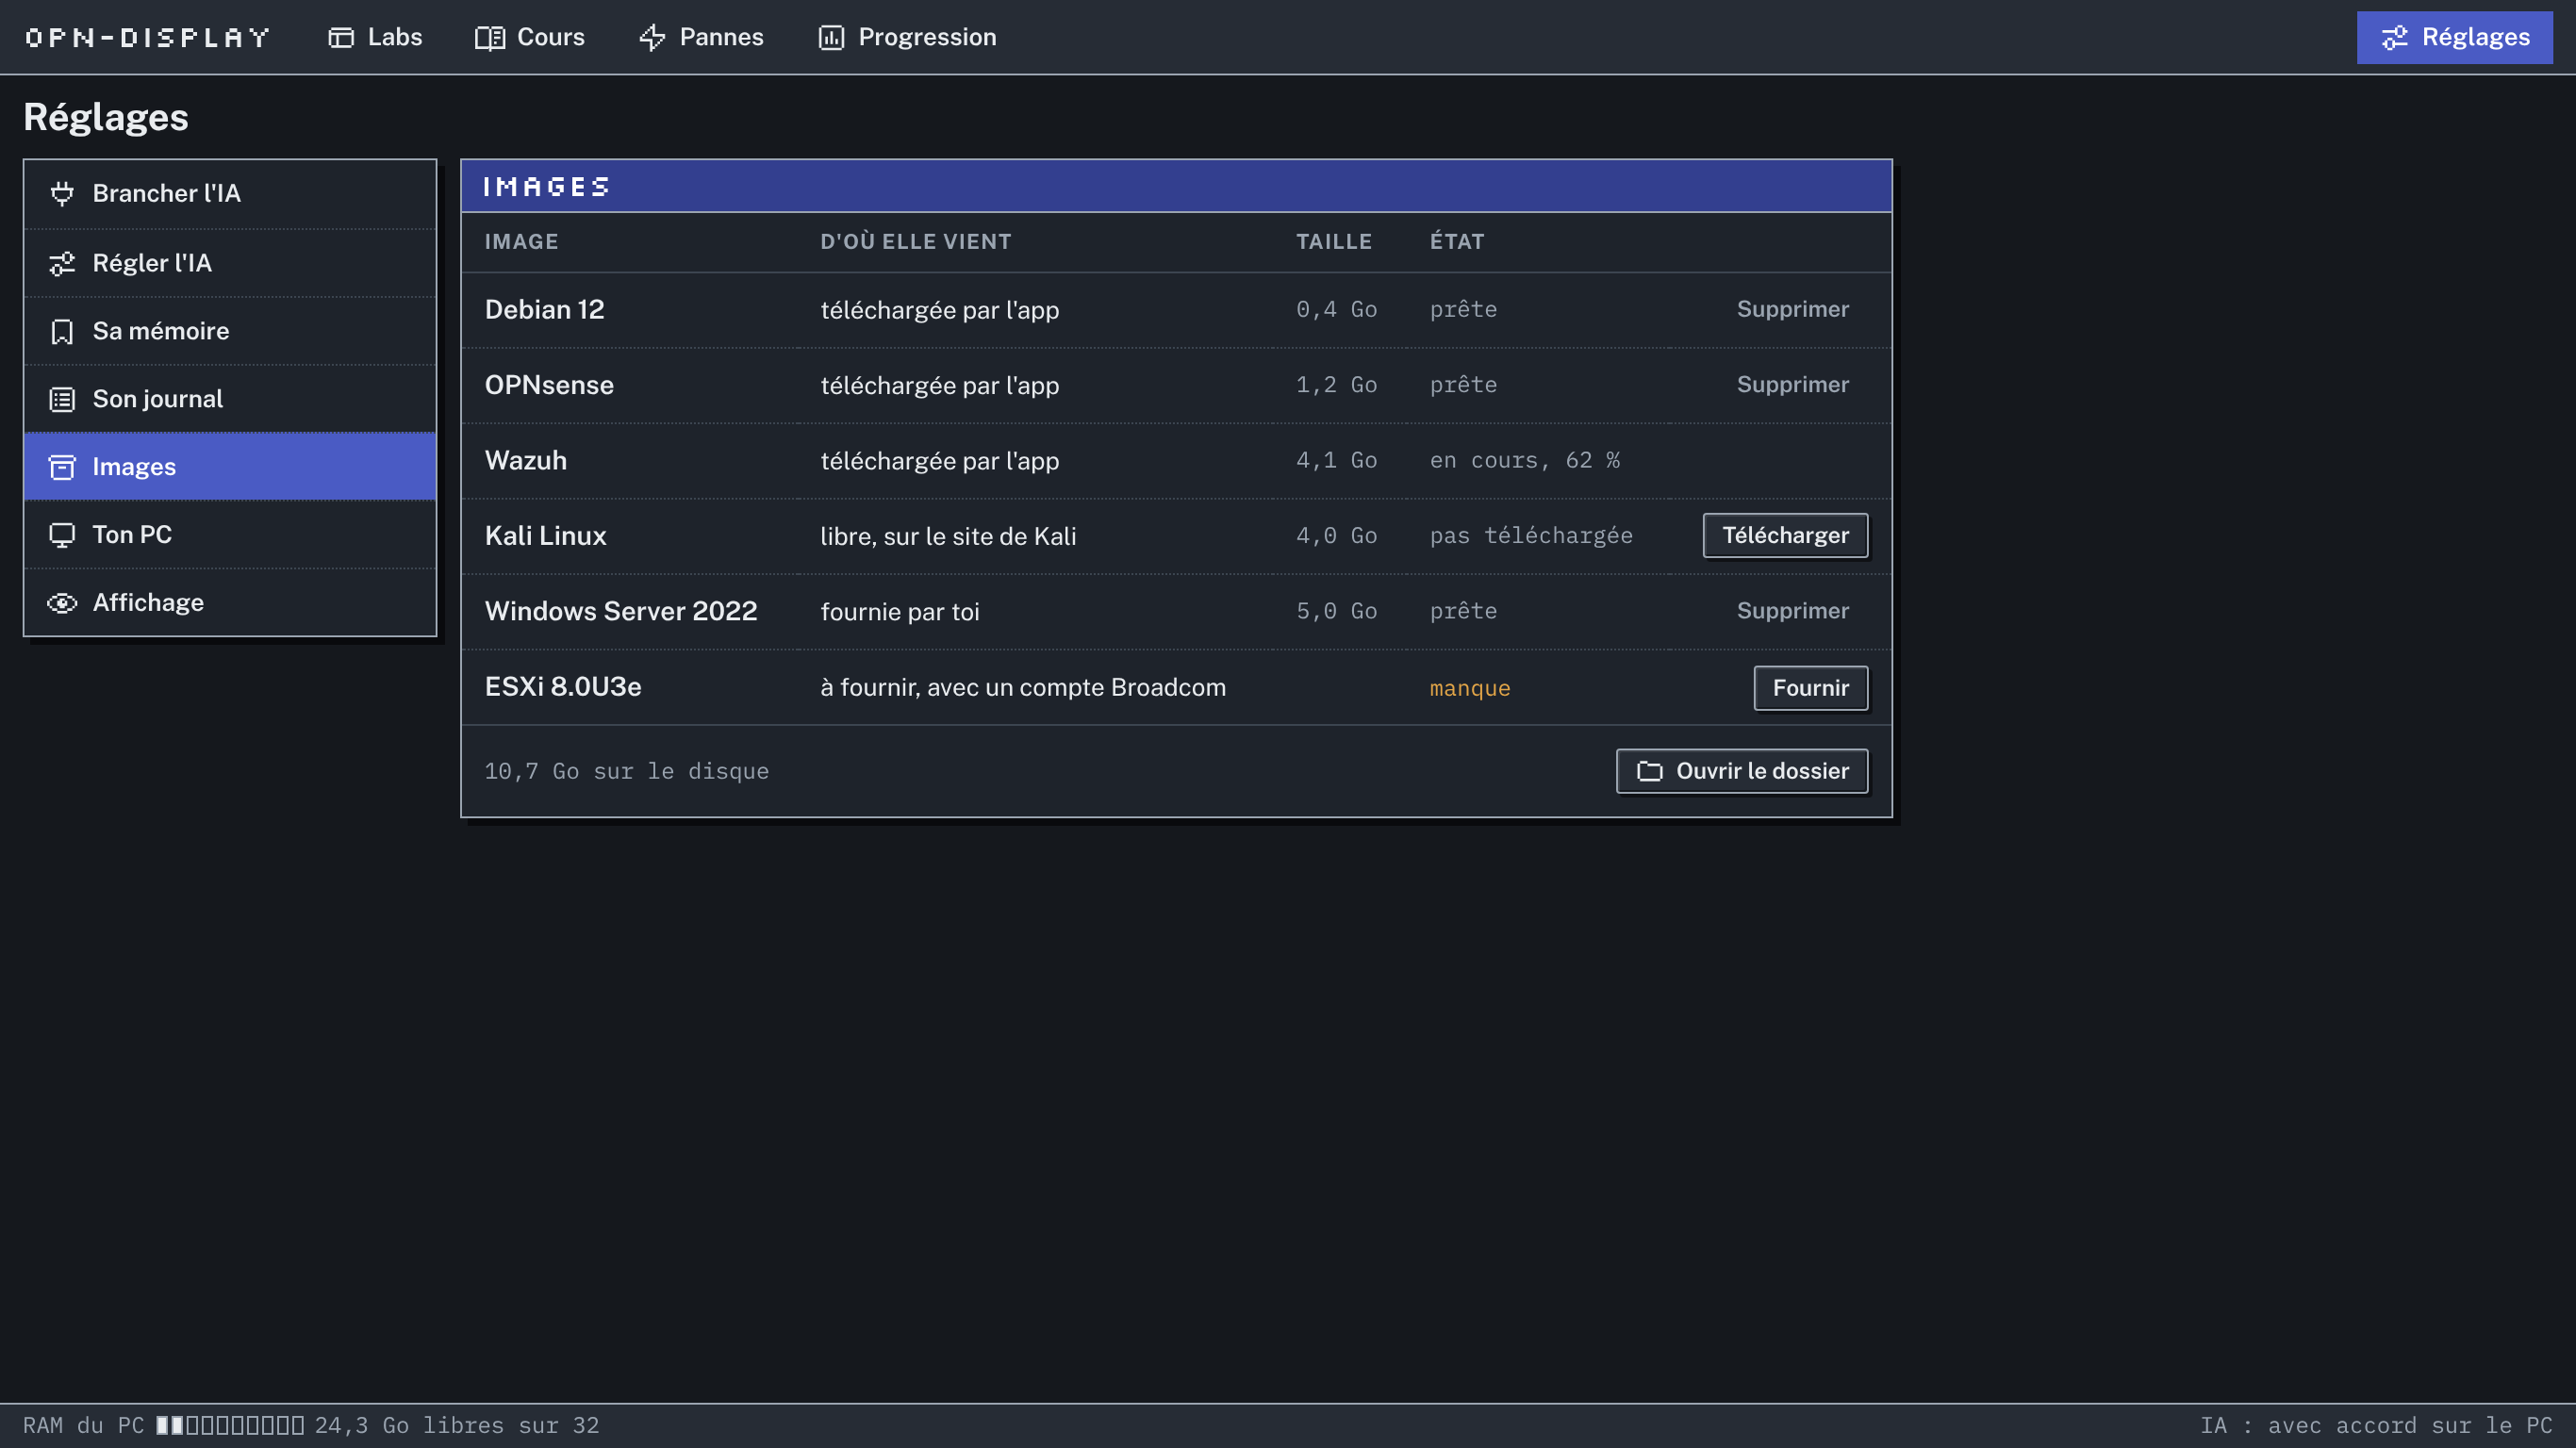 OPN-DISPLAY Labs Cours Pannes Progression Réglages
Réglages
Brancher l'IA
Régler l'IA
Sa mémoire
Son journal
Images
Ton PC
Affichage
IMAGES
IMAGE D'OÙ ELLE VIENT TAILLE ÉTAT
Debian 12 téléchargée par l'app 0,4 Go prête Supprimer
OPNsense téléchargée par l'app 1,2 Go prête Supprimer
Wazuh téléchargée par l'app 4,1 Go en cours, 62 %
Kali Linux libre, sur le site de Kali 4,0 Go pas téléchargée Télécharger
Windows Server 2022 fournie par toi 5,0 Go prête Supprimer
ESXi 8.0U3e à fournir, avec un compte Broadcom manque Fournir
10,7 Go sur le disque Ouvrir le dossier
RAM du PC 24,3 Go libres sur 32 IA : avec accord sur le PC